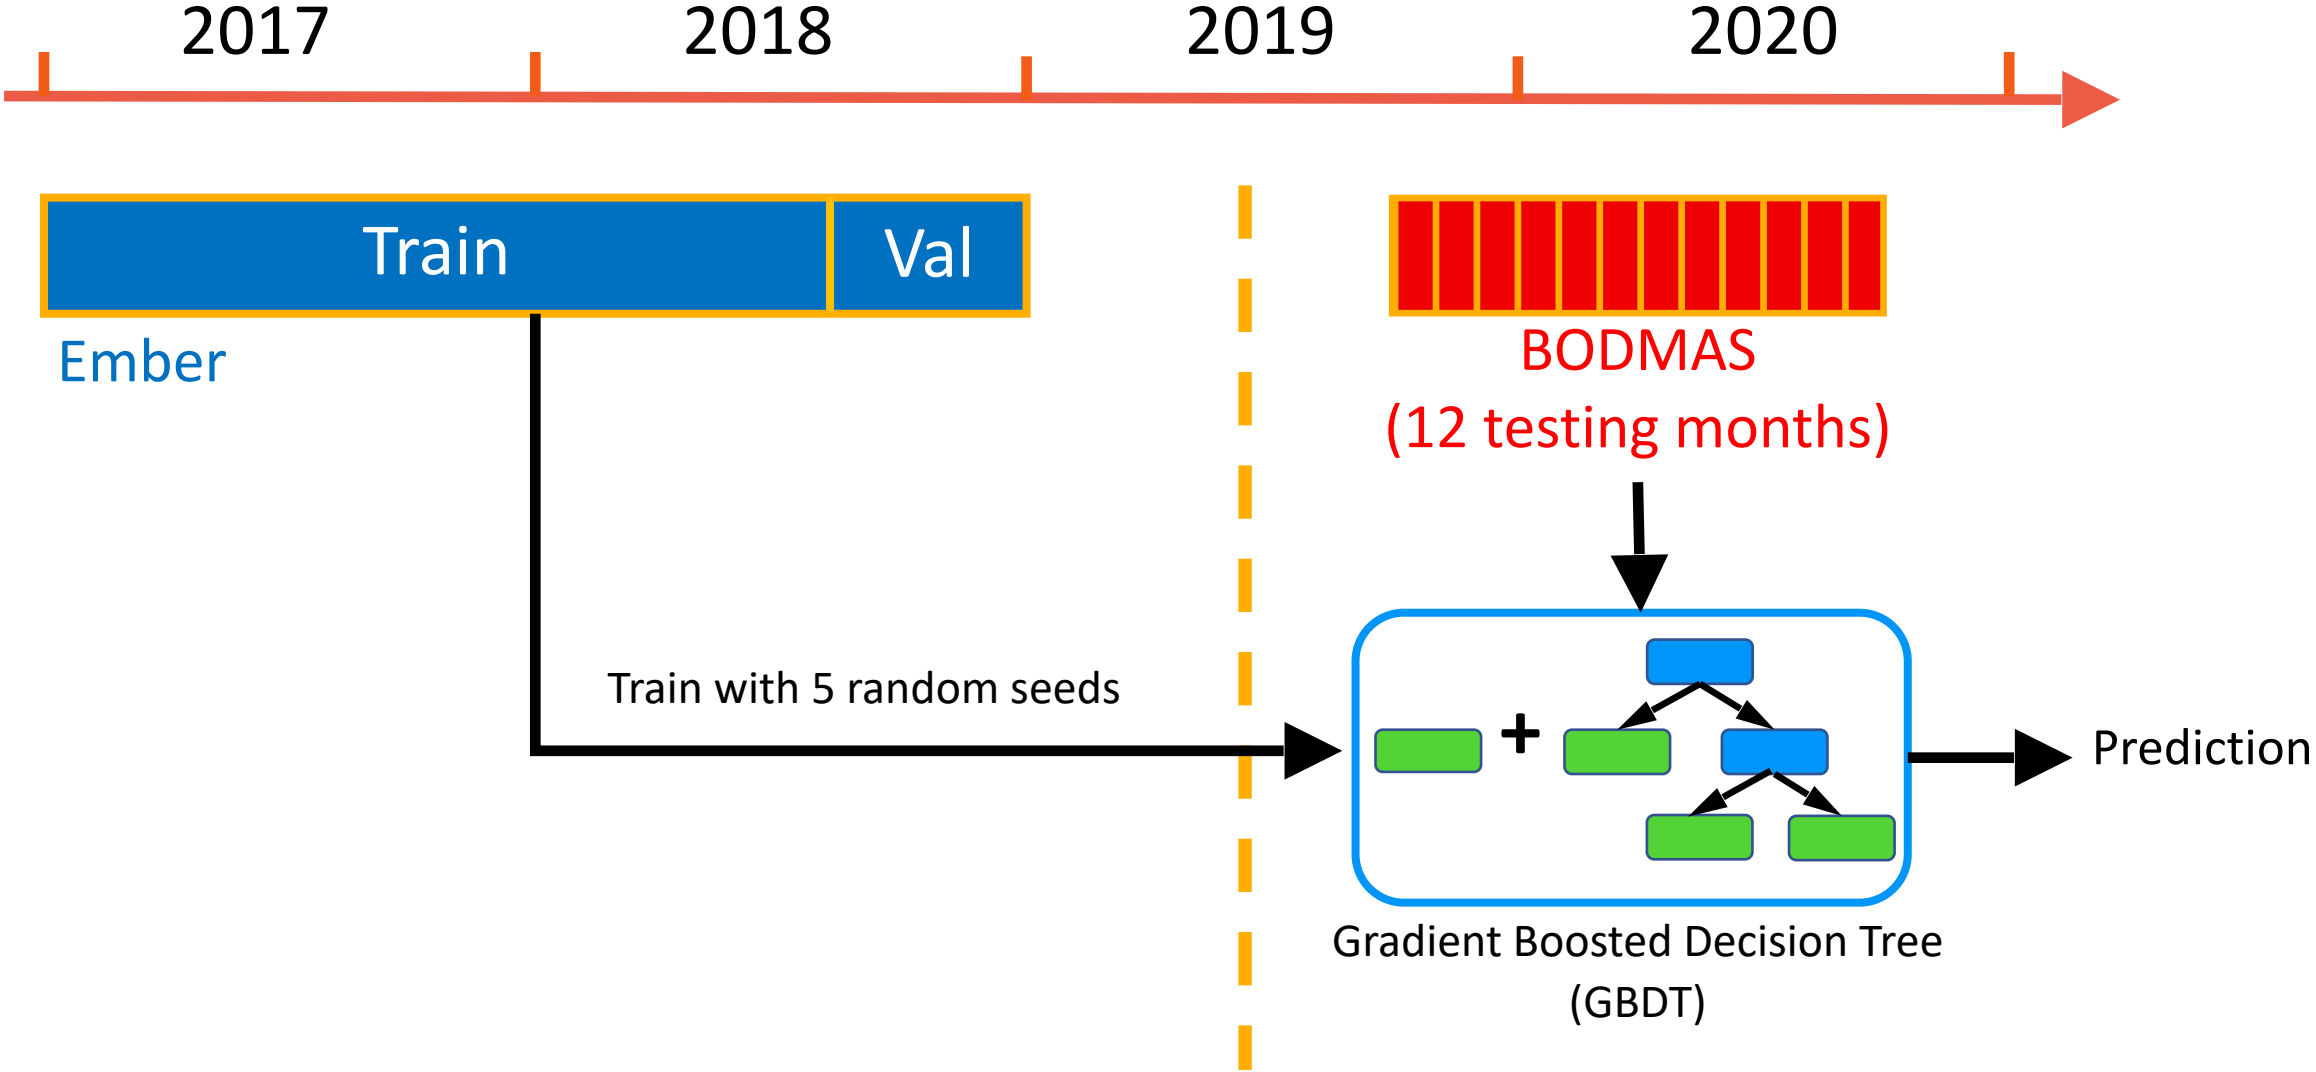 2017
2018
2019
2020
Train
Val
Ember
BODMAS
(12 testing months)
Train with 5 random seeds
+
Prediction
Gradient Boosted Decision Tree
(GBDT)